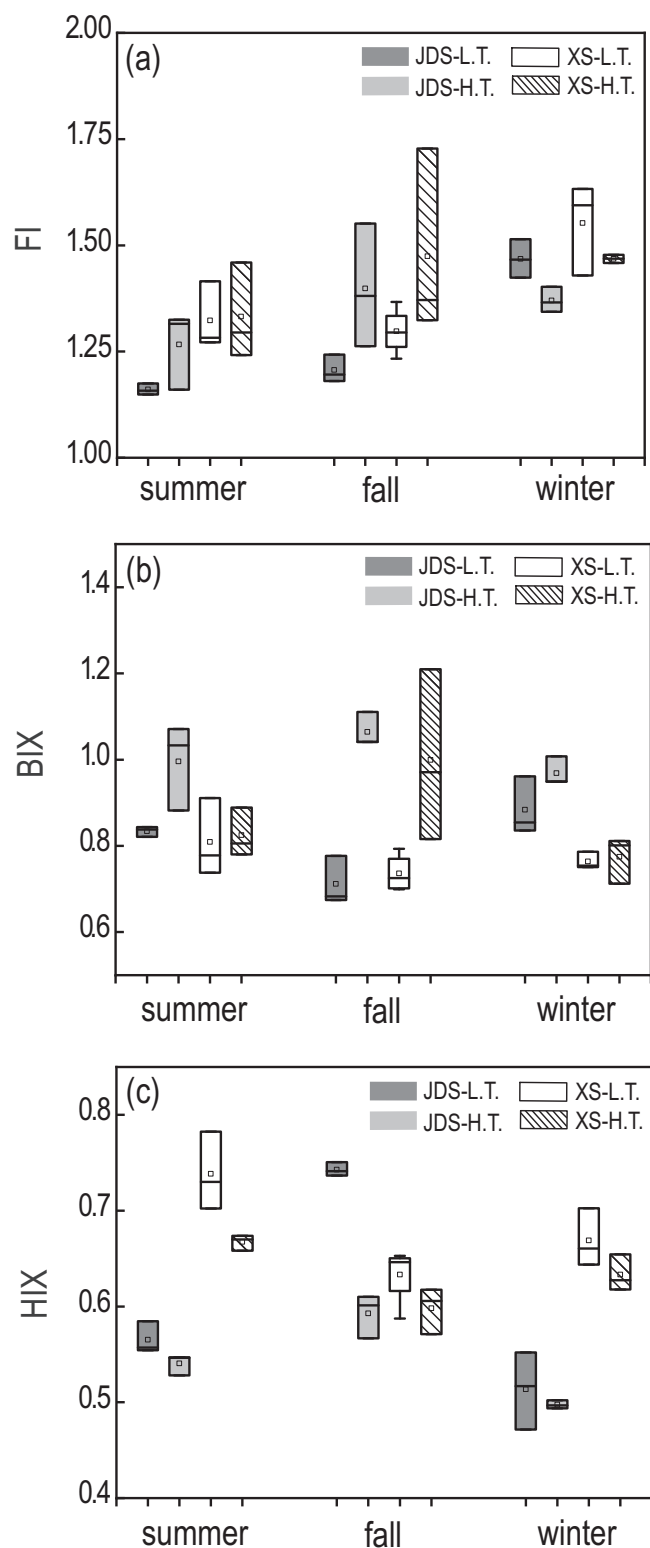 2.00
(a)
JDS-L.T.
XS-L.T.
JDS-H.T.
XS-H.T.
1.75
FI
1.50
1.25
1.00
summer
fall
winter
(b)
JDS-L.T.
XS-L.T.
1.4
JDS-H.T.
XS-H.T.
1.2
BIX
1.0
0.8
0.6
summer
fall
winter
(c)
JDS-L.T.
XS-L.T.
0.8
JDS-H.T.
XS-H.T.
0.7
HIX
0.6
0.5
0.4
summer
fall
winter